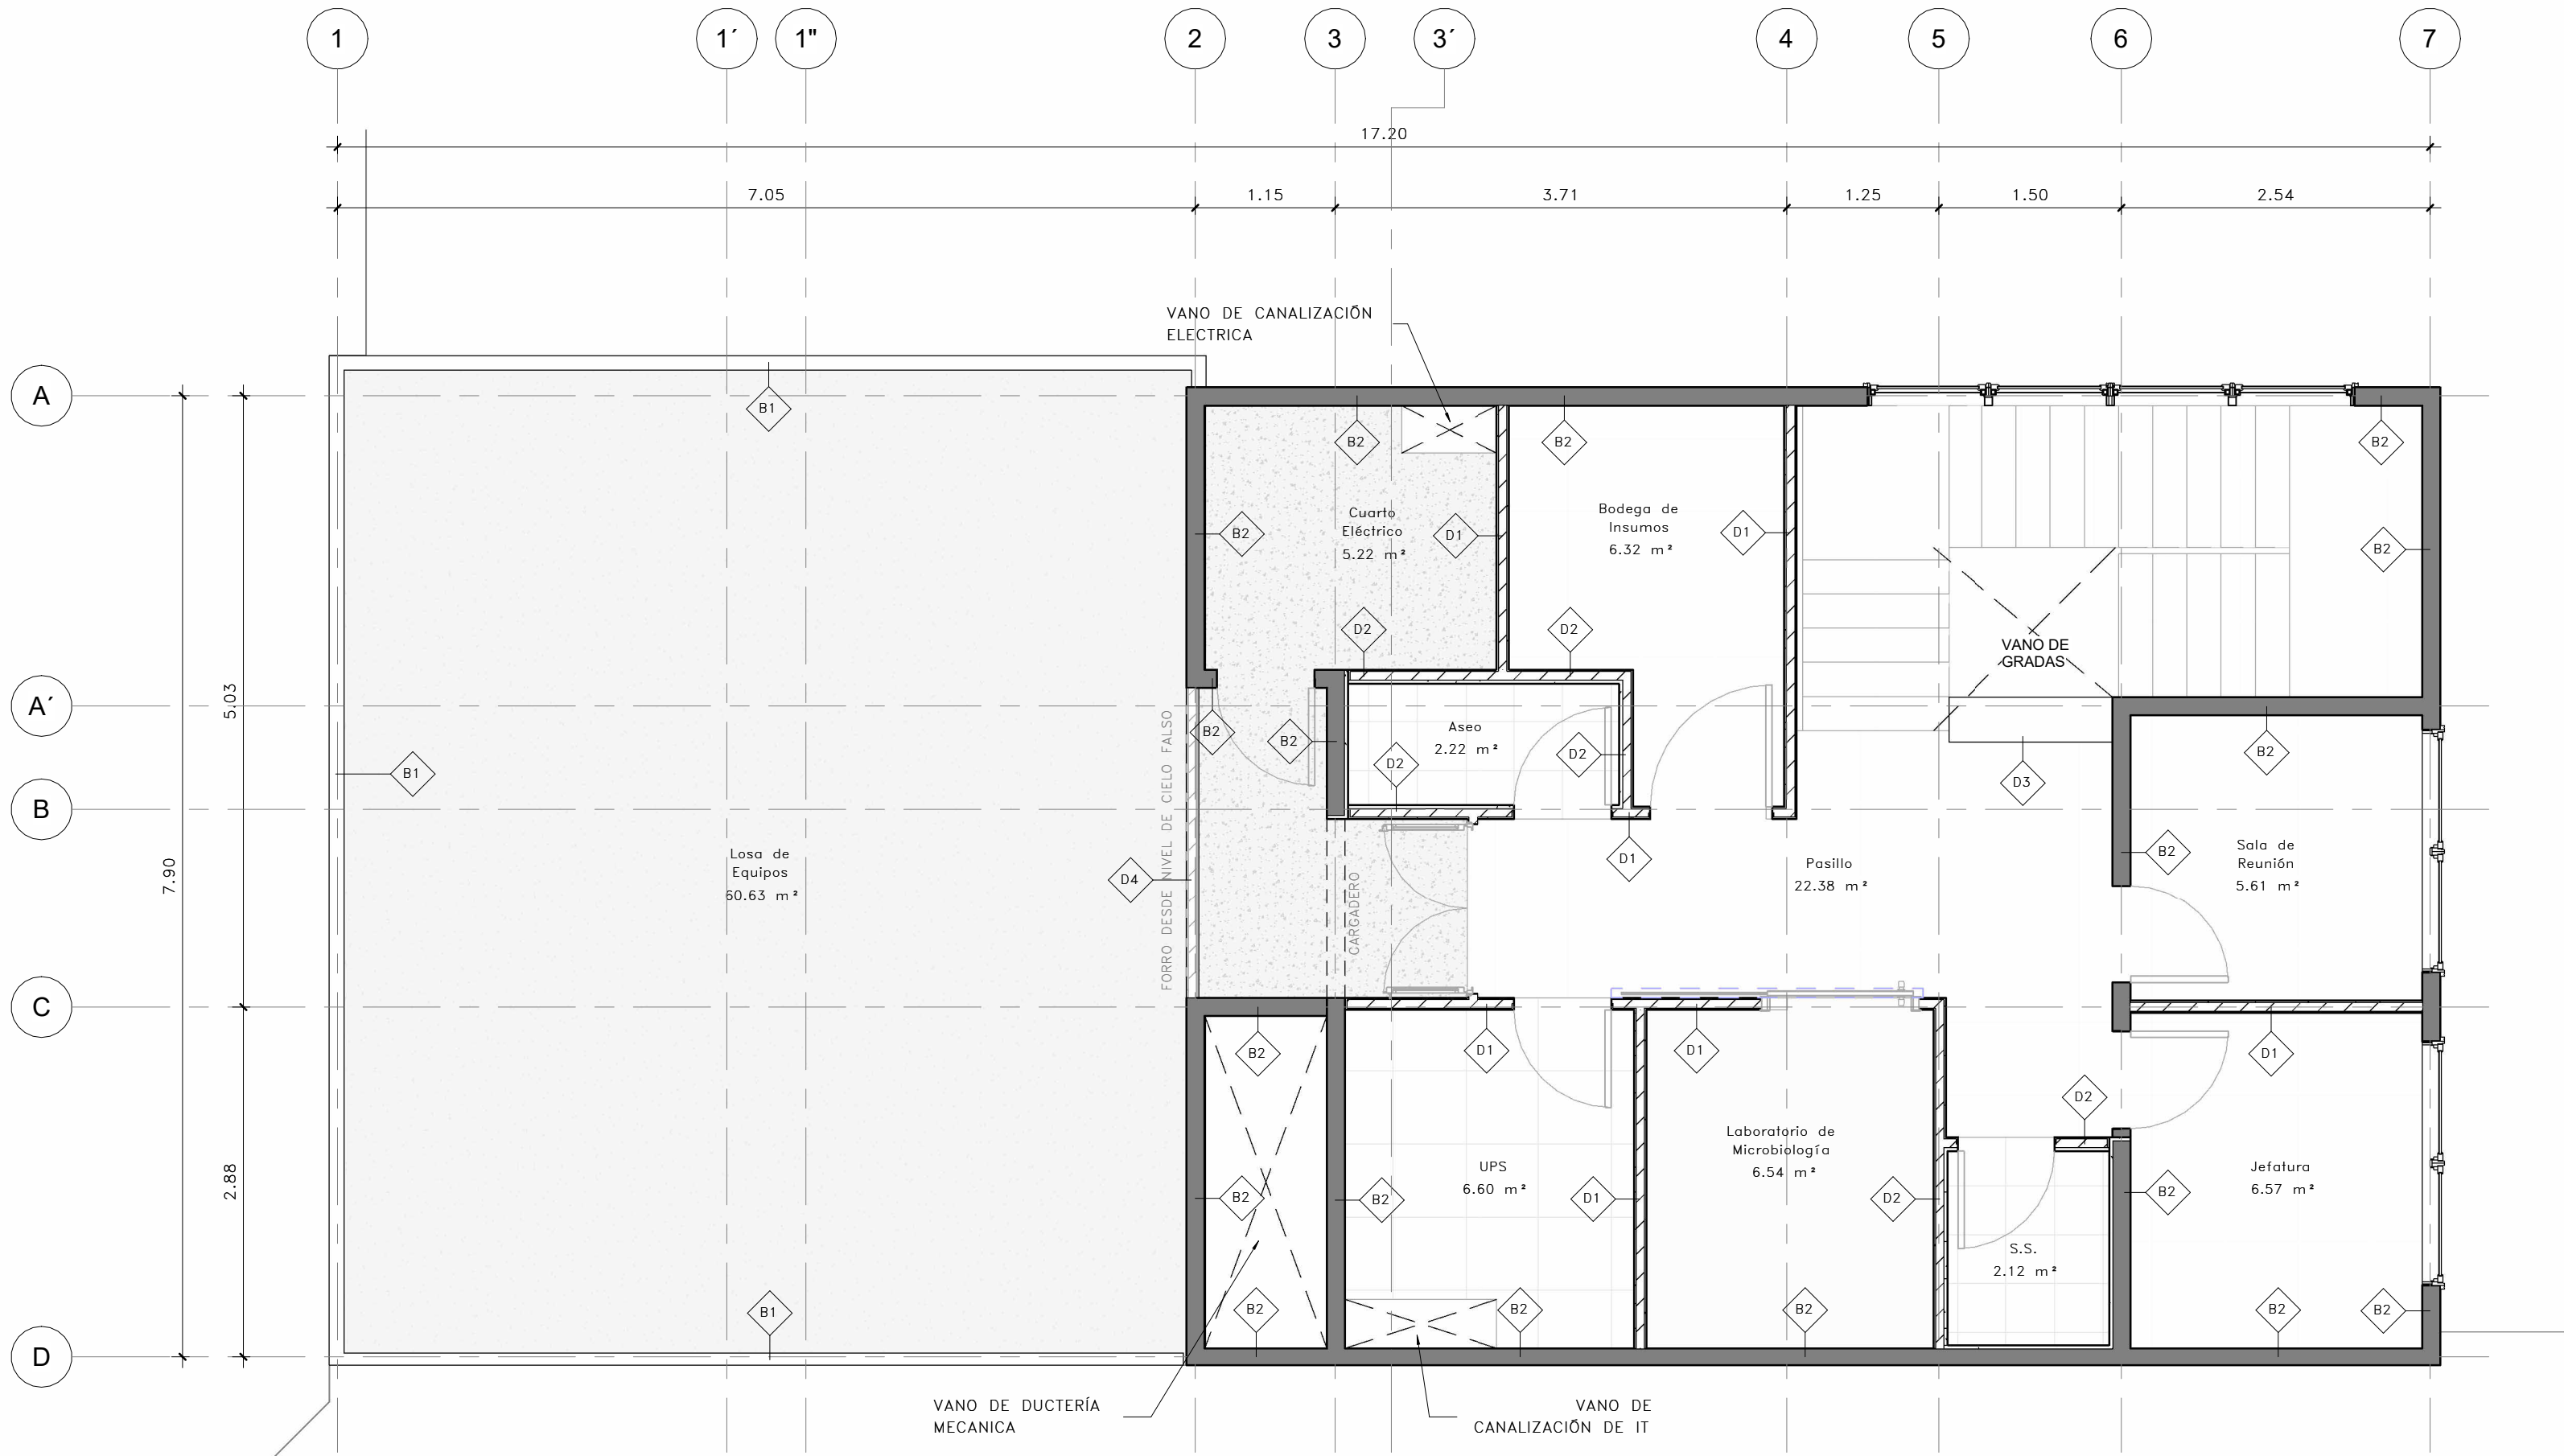 1 1´ 1" 2 3 3´ 4 5 6 7
17.20
7.05 1.15 3.71 1.25 1.50 2.54
VANO DE CANALIZACIÓN
ELECTRICA
A
B1
B2 B2 B2
Cuarto
Eléctrico
5.22 m²
Bodega de
Insumos
6.32 m²
B2 D1 D1 B2
D2 D2
VANO DE
GRADAS
A´
5.03
B2 B2
Aseo
2.22 m²
D2 D2
B2
B1
D3
B
7.90
Losa de
Equipos
60.63 m²
D4
FORRO DESDE NIVEL DE CIELO FALSO
CARGADERO
D1
Pasillo
22.38 m²
B2
Sala de
Reunión
5.61 m²
C
B2 D1 D1 D1
D2
2.88
Laboratorio de
Microbiología
6.54 m²
UPS
6.60 m²
Jefatura
6.57 m²
B2 B2 D1 D2 B2
S.S.
2.12 m²
B1 B2 B2 B2 B2 B2
D
VANO DE DUCTERÍA
MECANICA
VANO DE
CANALIZACIÓN DE IT